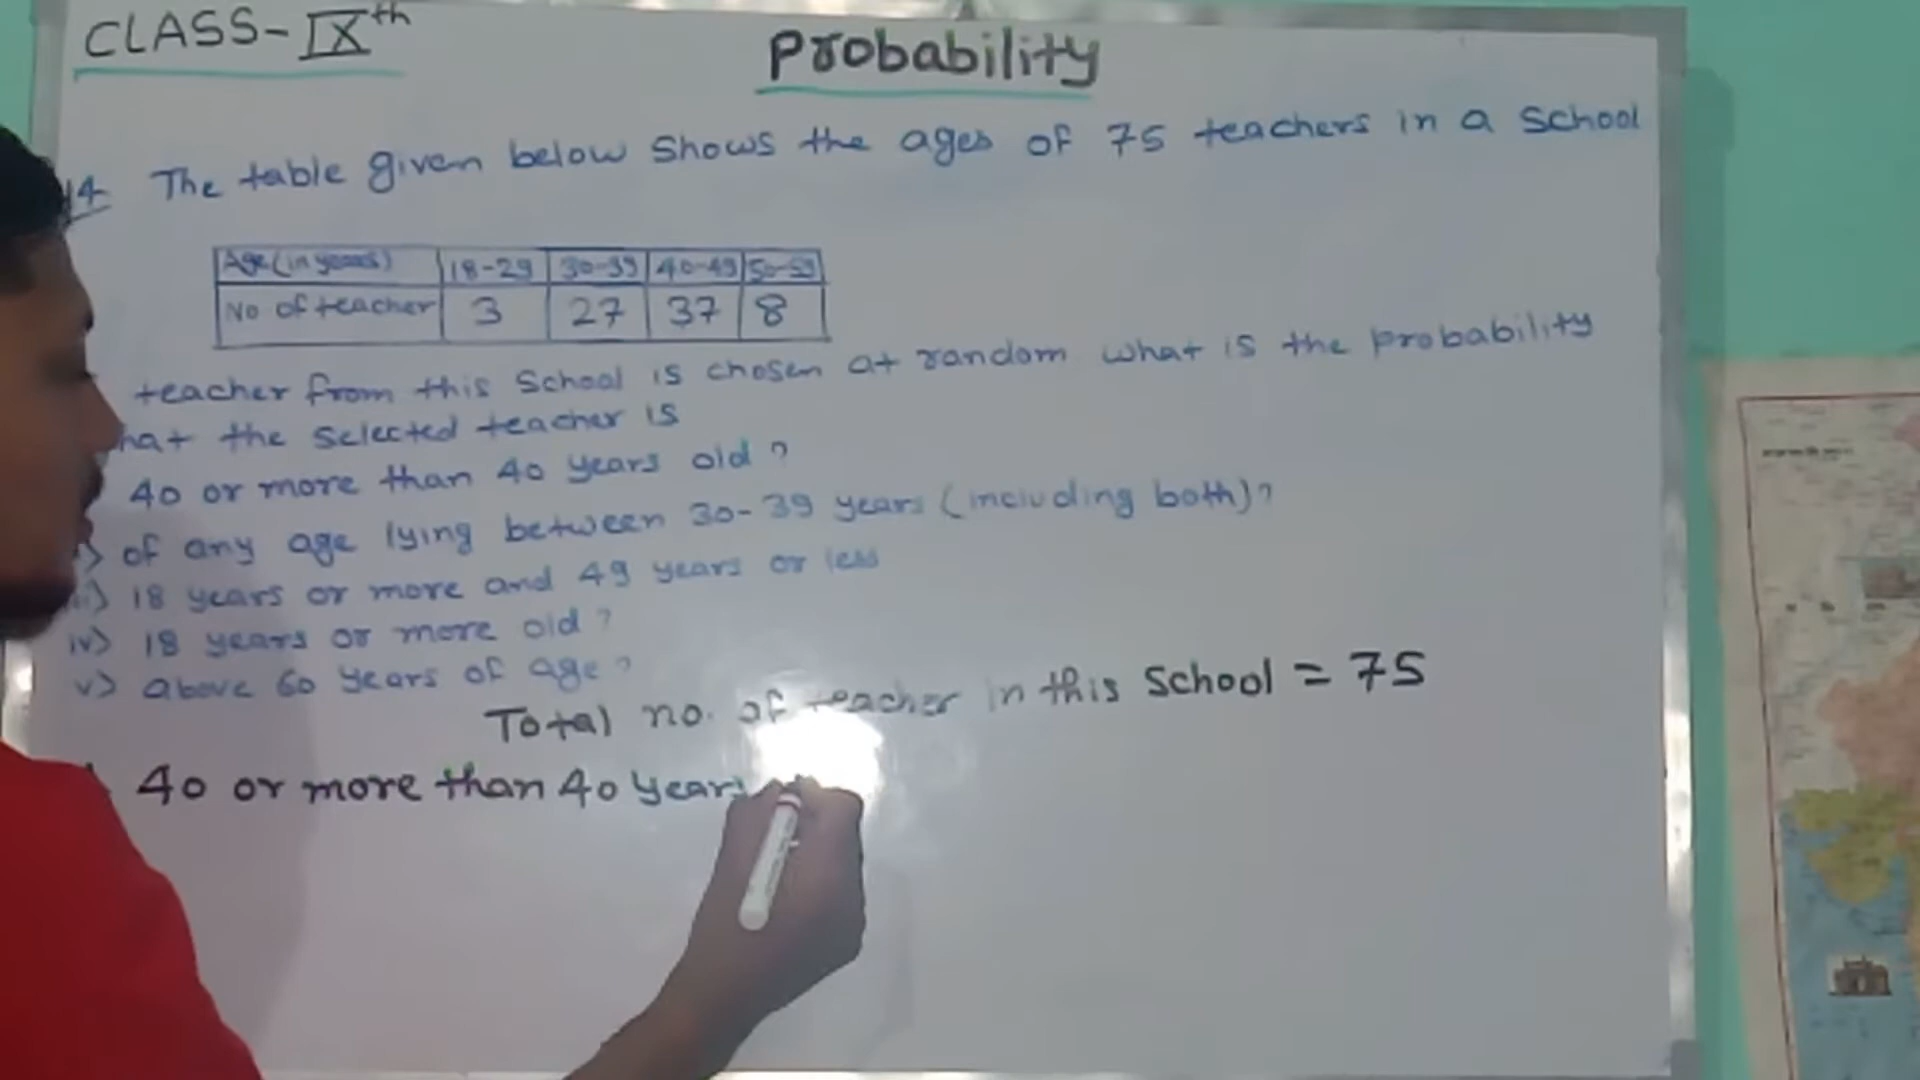 CLASS-IXth
Probability
14 The table given below shows the ages of 75 teachers in a School
Age (in years) 18-29 30-39 40-49 50-59
No of teacher 3 27 37 8
teacher from this School is chosen at random what is the probability
hat the selected teacher is
40 or more than 40 years old?
of any age lying between 30-39 years (including both)?
18 years or more and 49 years or less
iv) 18 years or more old?
v) above 60 years of age?
Total no. of teacher in this School = 75
40 or more than 40 years